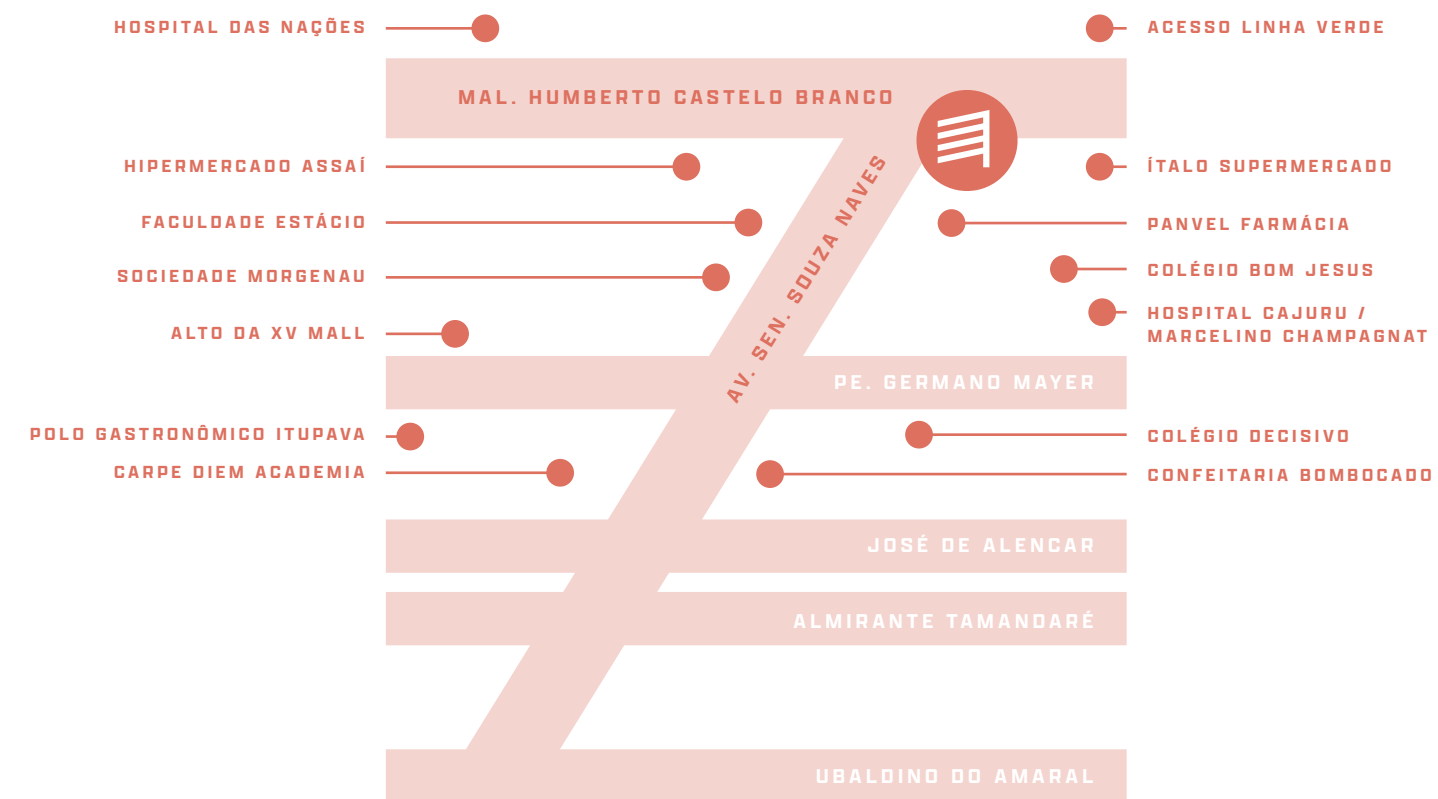 HOSPITAL DAS NAÇÕES
ACESSO LINHA VERDE
MAL. HUMBERTO CASTELO BRANCO
HIPERMERCADO ASSAÍ
ÍTALO SUPERMERCADO
AV. SEN. SOUZA NAVES
FACULDADE ESTÁCIO
PANVEL FARMÁCIA
SOCIEDADE MORGENAU
COLÉGIO BOM JESUS
HOSPITAL CAJURU /
MARCELINO CHAMPAGNAT
ALTO DA XV MALL
PE. GERMANO MAYER
POLO GASTRONÔMICO ITUPAVA
COLÉGIO DECISIVO
CARPE DIEM ACADEMIA
CONFEITARIA BOMBOCADO
JOSÉ DE ALENCAR
ALMIRANTE TAMANDARÉ
UBALDINO DO AMARAL